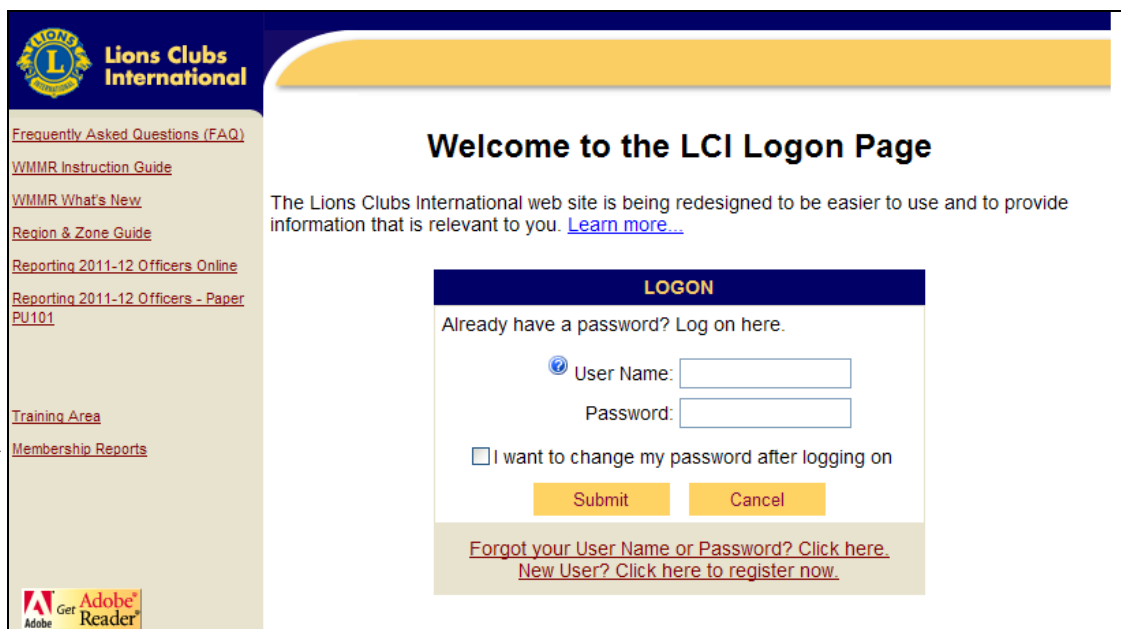 LIONS
L
INTERNATIONAL
Lions Clubs
International
Frequently Asked Questions (FAQ)
WMMR Instruction Guide
WMMR What's New
Region & Zone Guide
Reporting 2011-12 Officers Online
Reporting 2011-12 Officers - Paper
PU101
Training Area
Membership Reports
Adobe
Get Adobe®
Reader®
Welcome to the LCI Logon Page
The Lions Clubs International web site is being redesigned to be easier to use and to provide
information that is relevant to you. Learn more...
LOGON
Already have a password? Log on here.
? User Name:
Password:
I want to change my password after logging on
Submit Cancel
Forgot your User Name or Password? Click here.
New User? Click here to register now.